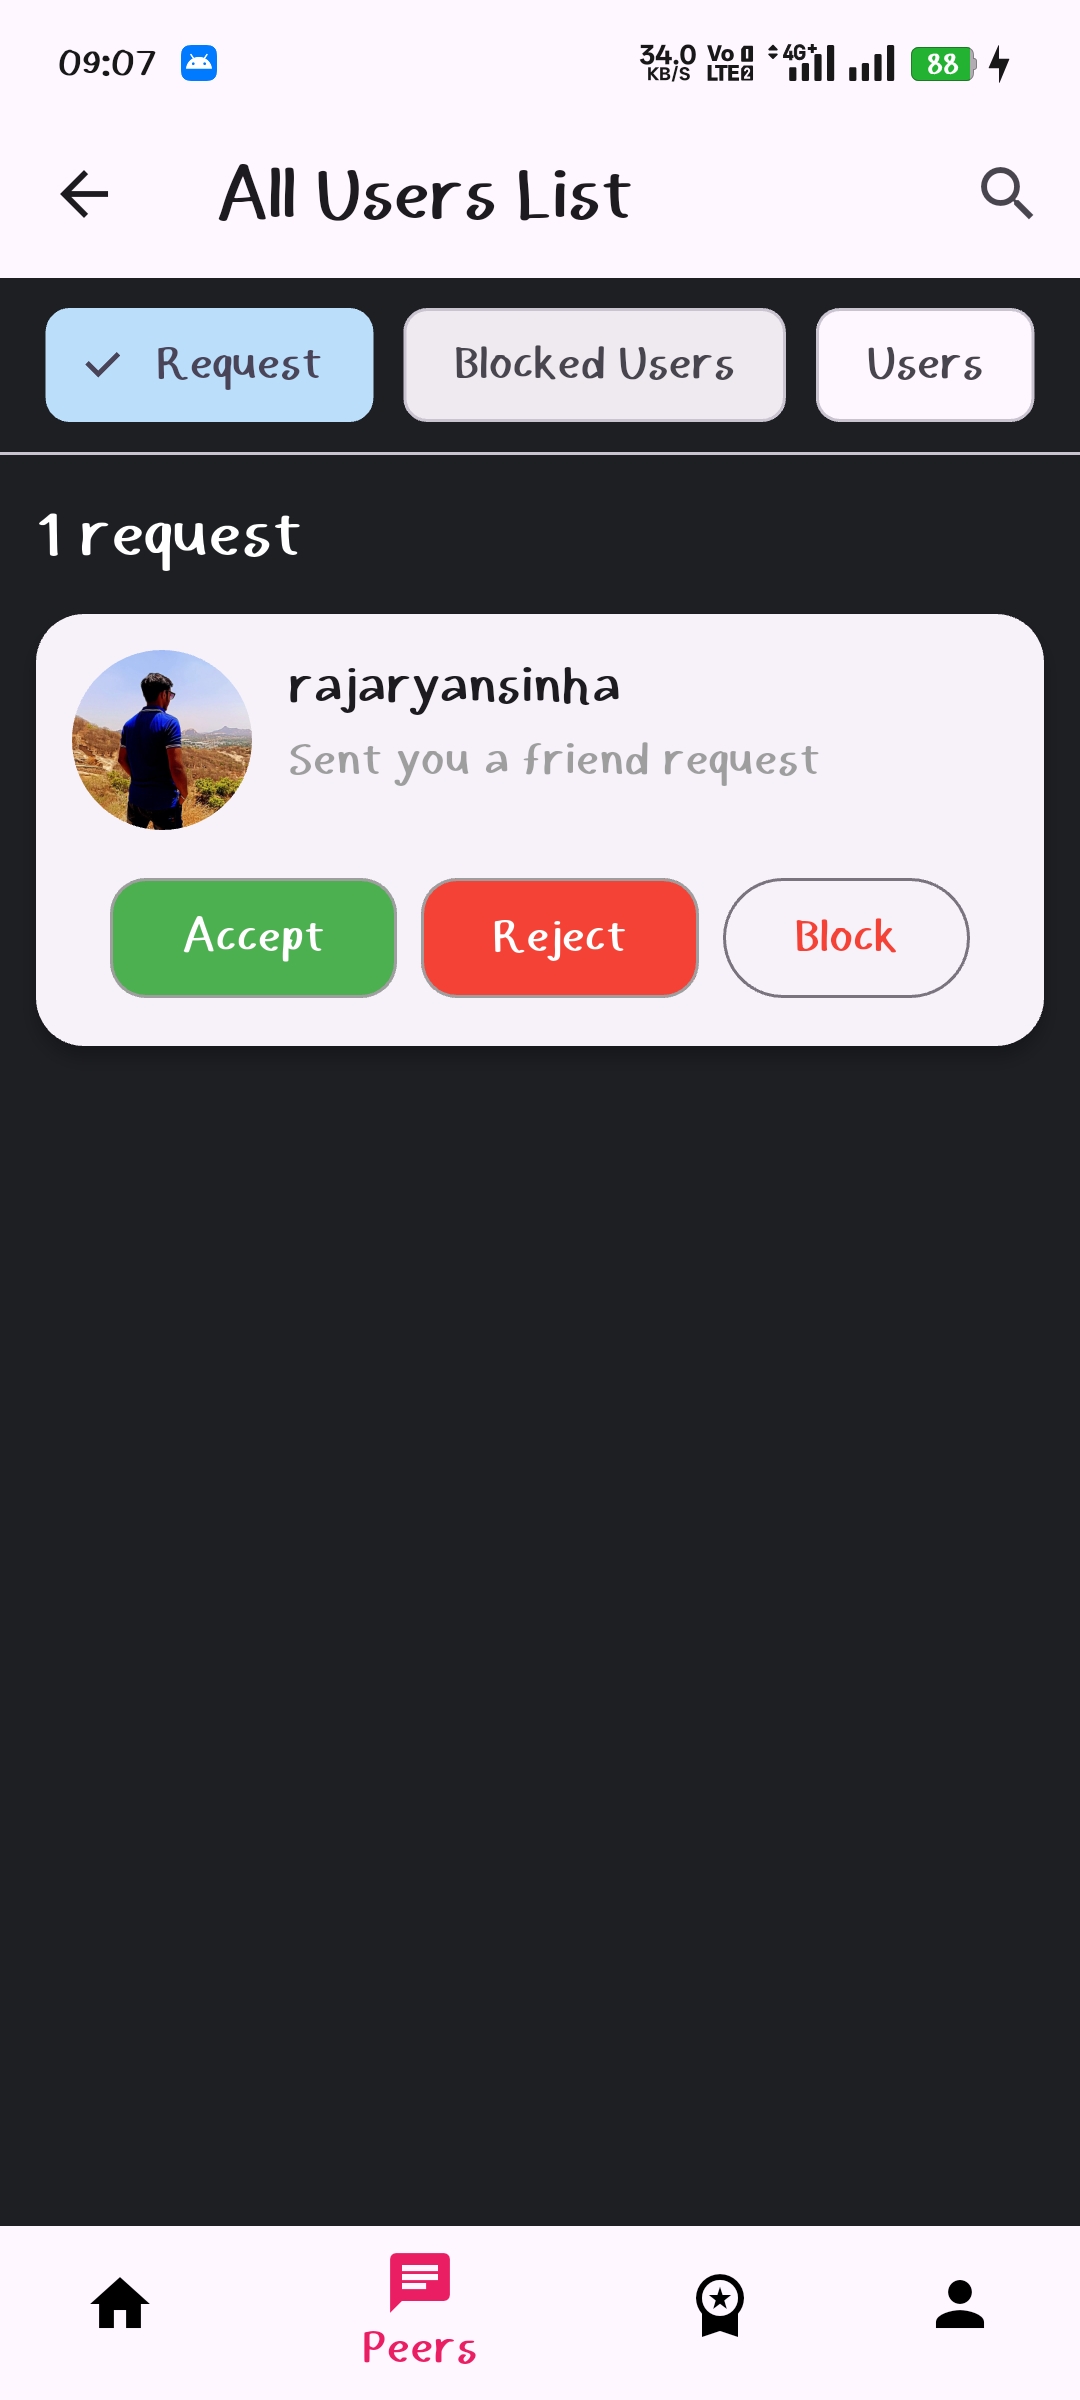 09:07 34.0 KB/S Vo LTE 4G+ 88
All Users List
Request Blocked Users Users
1 request
rajaryansinha
Sent you a friend request
Accept Reject Block
Peers